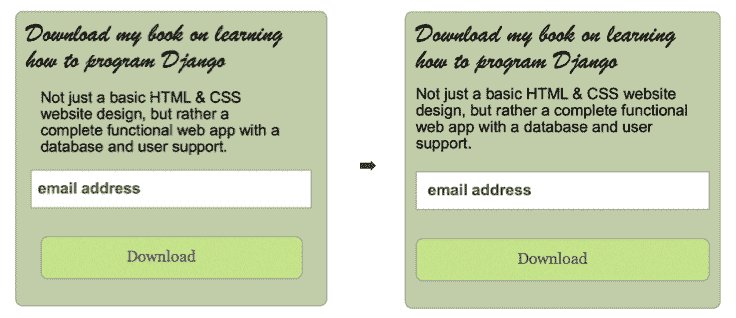 Download my book on learning
how to program Django
Not just a basic HTML & CSS
website design, but rather a
complete functional web app with a
database and user support.
email address
Download
Download my book on learning
how to program Django
Not just a basic HTML & CSS website
design, but rather a complete functional
web app with a database and user
support.
email address
Download